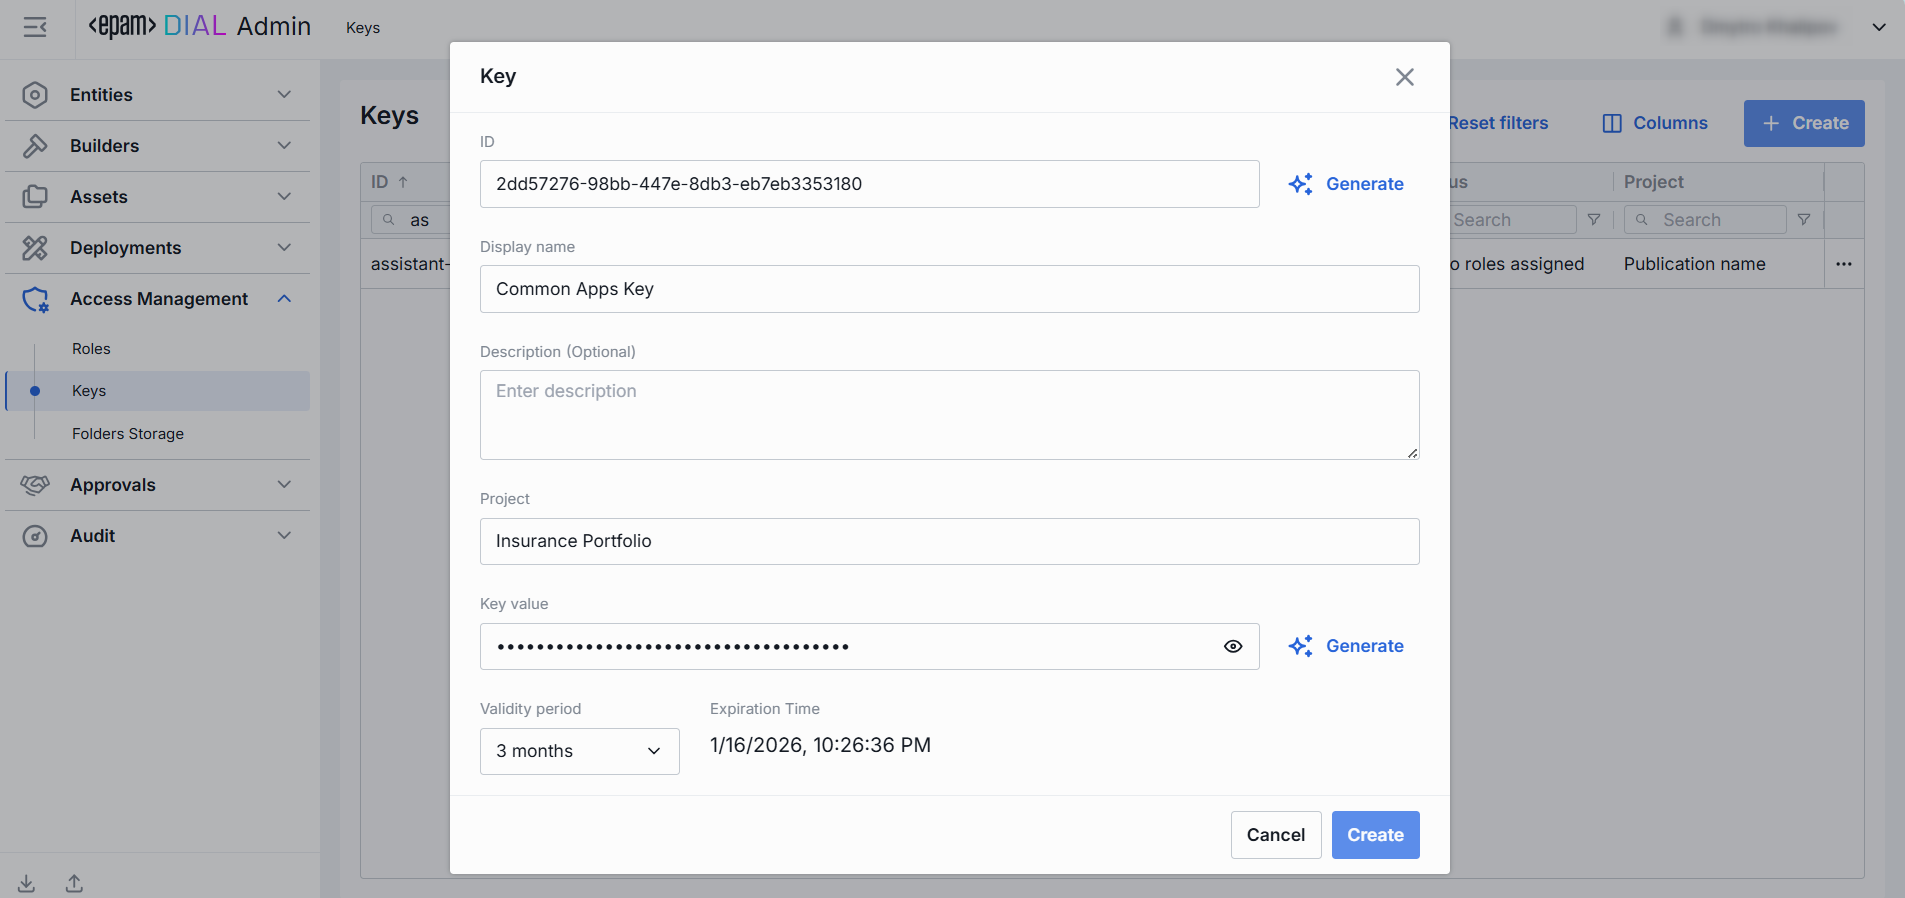 <epam> DIAL Admin
Keys
Entities
Builders
Assets
Deployments
Access Management
Roles
Keys
Folders Storage
Approvals
Audit
Keys
Reset filters
Columns
+ Create
ID ↑
us
Project
as
Search
Search
assistant-
o roles assigned
Publication name
Key
ID
2dd57276-98bb-447e-8db3-eb7eb3353180
Generate
Display name
Common Apps Key
Description (Optional)
Enter description
Project
Insurance Portfolio
Key value
••••••••••••••••••••••••••••••••••••
Generate
Validity period
Expiration Time
3 months
1/16/2026, 10:26:36 PM
Cancel
Create